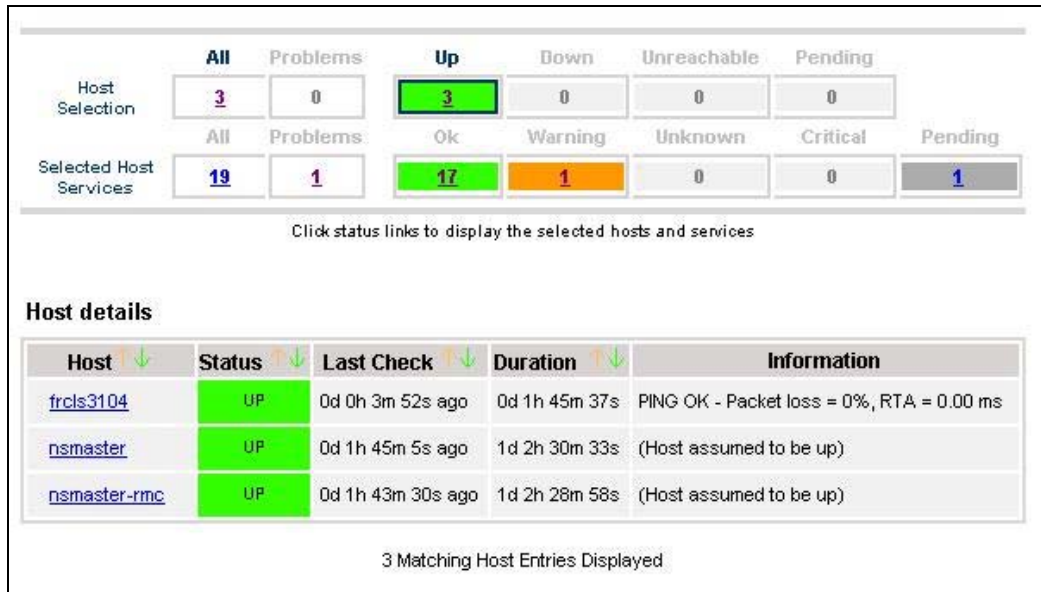 All Problems Up Down Unreachable Pending
Host Selection 3 0 3 0 0 0
All Problems Ok Warning Unknown Critical Pending
Selected Host Services 19 1 17 1 0 0 1
Click status links to display the selected hosts and services
Host details
Host Status Last Check Duration Information
frcls3104 UP 0d 0h 3m 52s ago 0d 1h 45m 37s PING OK - Packet loss = 0%, RTA = 0.00 ms
nsmaster UP 0d 1h 45m 5s ago 1d 2h 30m 33s (Host assumed to be up)
nsmaster-rmc UP 0d 1h 43m 30s ago 1d 2h 28m 58s (Host assumed to be up)
3 Matching Host Entries Displayed